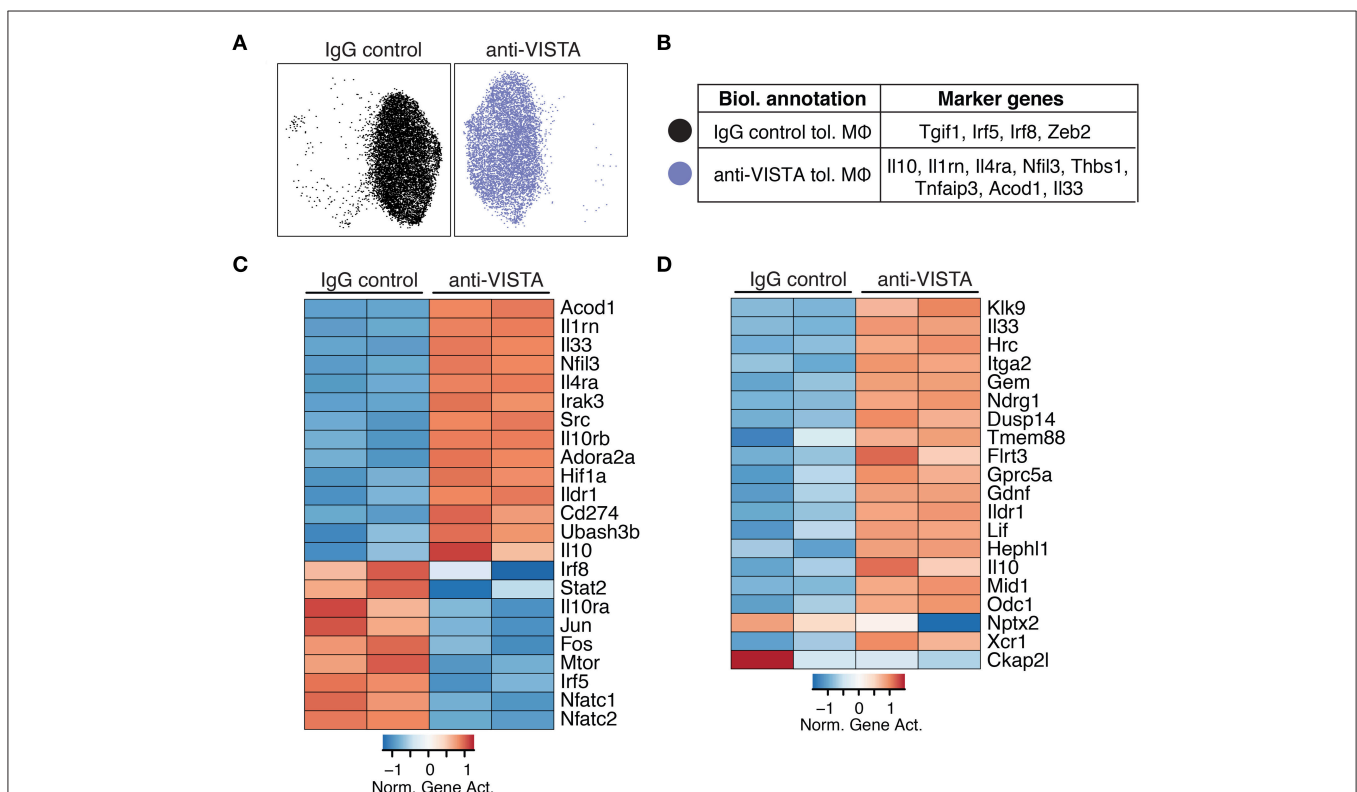 A
IgG control
anti-VISTA
B
Biol. annotation
Marker genes
IgG control tol. MΦ
Tgif1, Irf5, Irf8, Zeb2
anti-VISTA tol. MΦ
Il10, Il1rn, Il4ra, Nfil3, Thbs1,
Tnfaip3, Acod1, Il33
C
IgG control
anti-VISTA
Acod1
Il1rn
Il33
Nfil3
Il4ra
Irak3
Src
Il10rb
Adora2a
Hif1a
Ildr1
Cd274
Ubash3b
Il10
Irf8
Stat2
Il10ra
Jun
Fos
Mtor
Irf5
Nfatc1
Nfatc2
−1 0 1
Norm. Gene Act.
D
IgG control
anti-VISTA
Klk9
Il33
Hrc
Itga2
Gem
Ndrg1
Dusp14
Tmem88
Flrt3
Gprc5a
Gdnf
Ildr1
Lif
Hephl1
Il10
Mid1
Odc1
Nptx2
Xcr1
Ckap2l
−1 0 1
Norm. Gene Act.